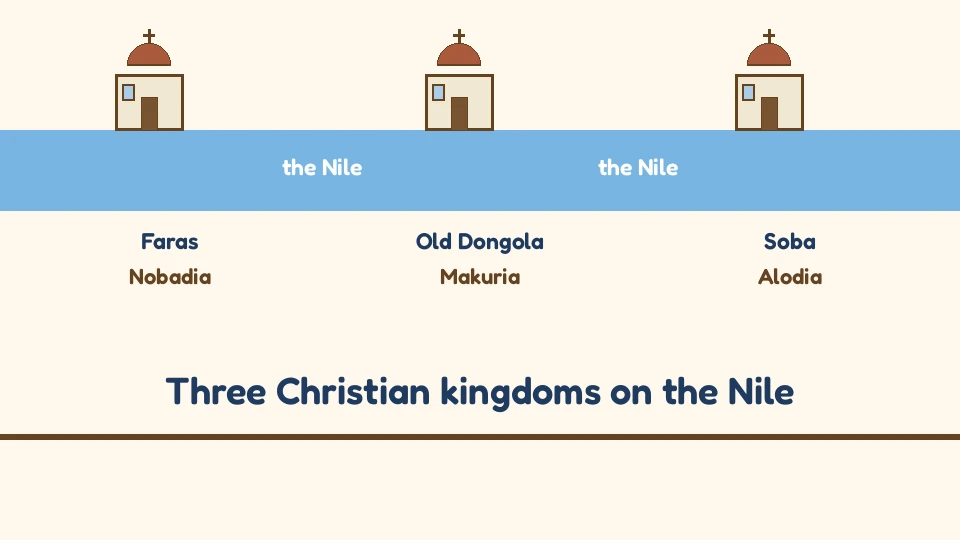 the Nile
the Nile
Faras
Old Dongola
Soba
Nobadia
Makuria
Alodia
Three Christian kingdoms on the Nile